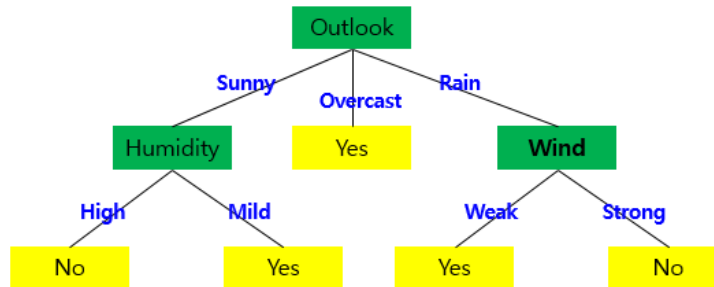 Outlook
Sunny
Overcast
Rain
Humidity
Yes
Wind
High
Mild
Weak
Strong
No
Yes
Yes
No